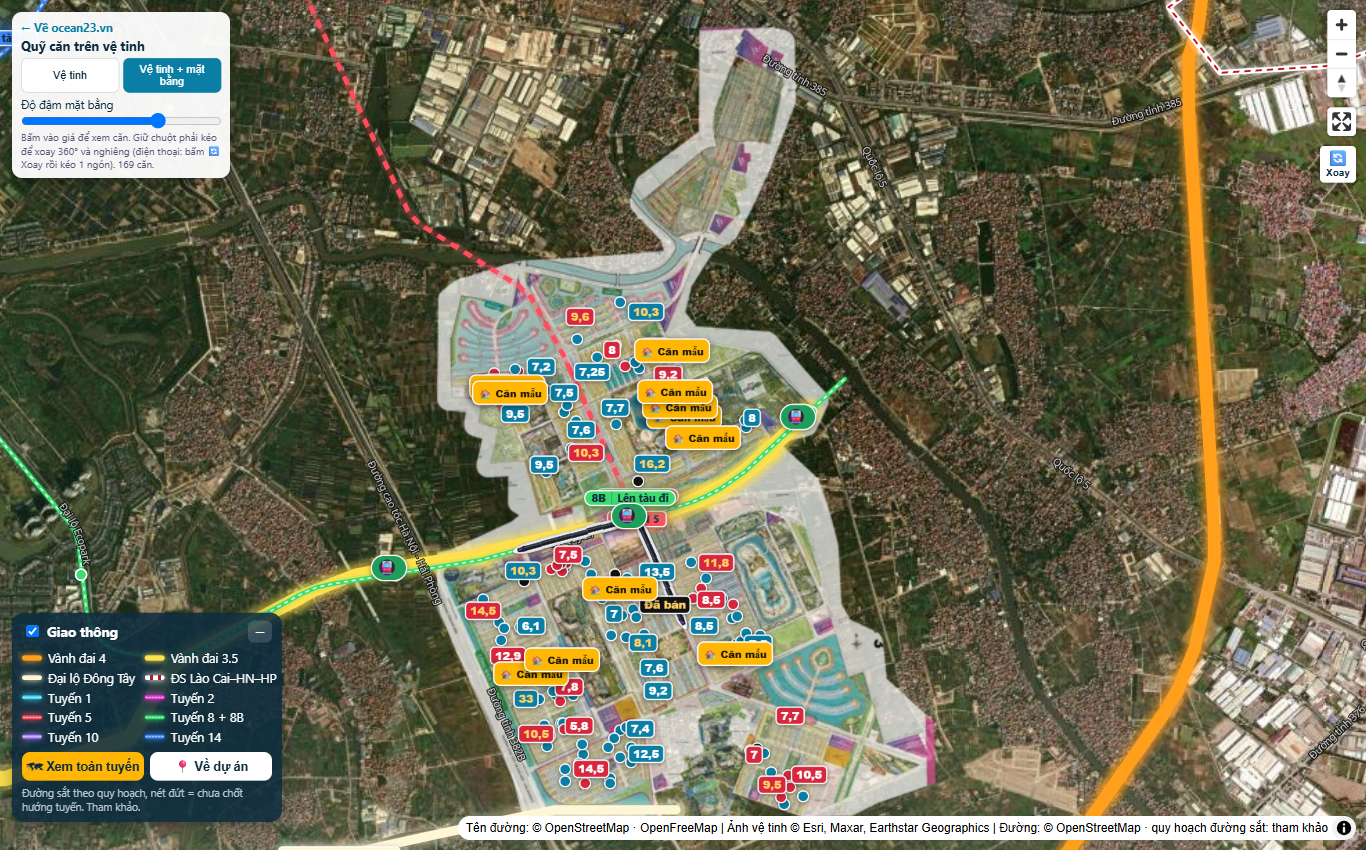 ← Về ocean23.vn
Quỹ căn trên vệ tinh
Vệ tinh
Vệ tinh + mặt bằng
Độ đậm mặt bằng
Bấm vào giá để xem căn. Giữ chuột phải kéo
để xoay 360° và nghiêng (điện thoại: bấm 🔄
Xoay rồi kéo 1 ngón). 169 căn.
Xoay
Đường tỉnh 385
Đường tỉnh 385
Quốc lộ 5
Quốc lộ 5
10,3
9,6
8
Căn mẫu
7,2
7,25
9,2
Căn mẫu
7,5
Căn mẫu
Căn mẫu
Căn mẫu
9,5
7,7
8
7,6
Căn mẫu
10,3
9,5
16,2
8B | Lên tàu đi
5
Đại lộ Ecopark
Đường cao tốc Hà Nội - Hải Phòng
7,5
11,8
10,3
13,5
Căn mẫu
Đã bán
8,5
14,5
7
6,1
8,5
8,1
12,9
Căn mẫu
Căn mẫu
Căn mẫu
7,6
7,8
9,2
33
Đường tỉnh 382B
7,7
5,8
7,4
10,5
12,5
7
14,5
10,5
9,5
Giao thông
Vành đai 4
Vành đai 3.5
Đại lộ Đông Tây
ĐS Lào Cai–HN–HP
Tuyến 1
Tuyến 2
Tuyến 5
Tuyến 8 + 8B
Tuyến 10
Tuyến 14
Xem toàn tuyến
Về dự án
Đường sắt theo quy hoạch, nét đứt = chưa chốt
hướng tuyến. Tham khảo.
Đường tỉnh 376
Tên đường: © OpenStreetMap · OpenFreeMap | Ảnh vệ tinh © Esri, Maxar, Earthstar Geographics | Đường: © OpenStreetMap · quy hoạch đường sắt: tham khảo